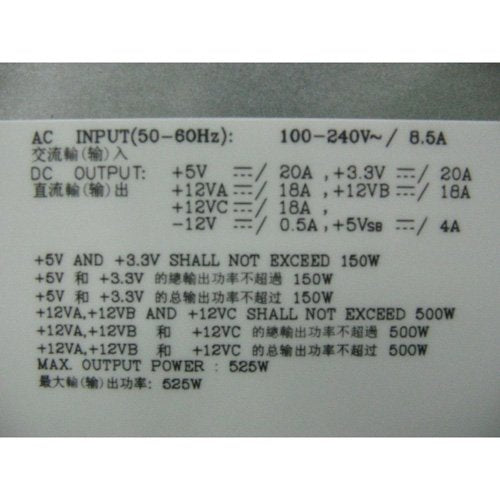 AC INPUT(50-60Hz): 100-240V~/ 8.5A
交流輸(输)入
DC OUTPUT: +5V ⎓/ 20A ,+3.3V ⎓/ 20A
直流輸(输)出 +12VA ⎓/ 18A ,+12VB ⎓/ 18A
+12VC ⎓/ 18A ,
-12V ⎓/ 0.5A ,+5VSB ⎓/ 4A
+5V AND +3.3V SHALL NOT EXCEED 150W
+5V 和 +3.3V 的總輸出功率不超過 150W
+5V 和 +3.3V 的总输出功率不超过 150W
+12VA,+12VB AND +12VC SHALL NOT EXCEED 500W
+12VA,+12VB 和 +12VC 的總輸出功率不超過 500W
+12VA,+12VB 和 +12VC 的总输出功率不超过 500W
MAX. OUTPUT POWER : 525W
最大輸(输)出功率: 525W